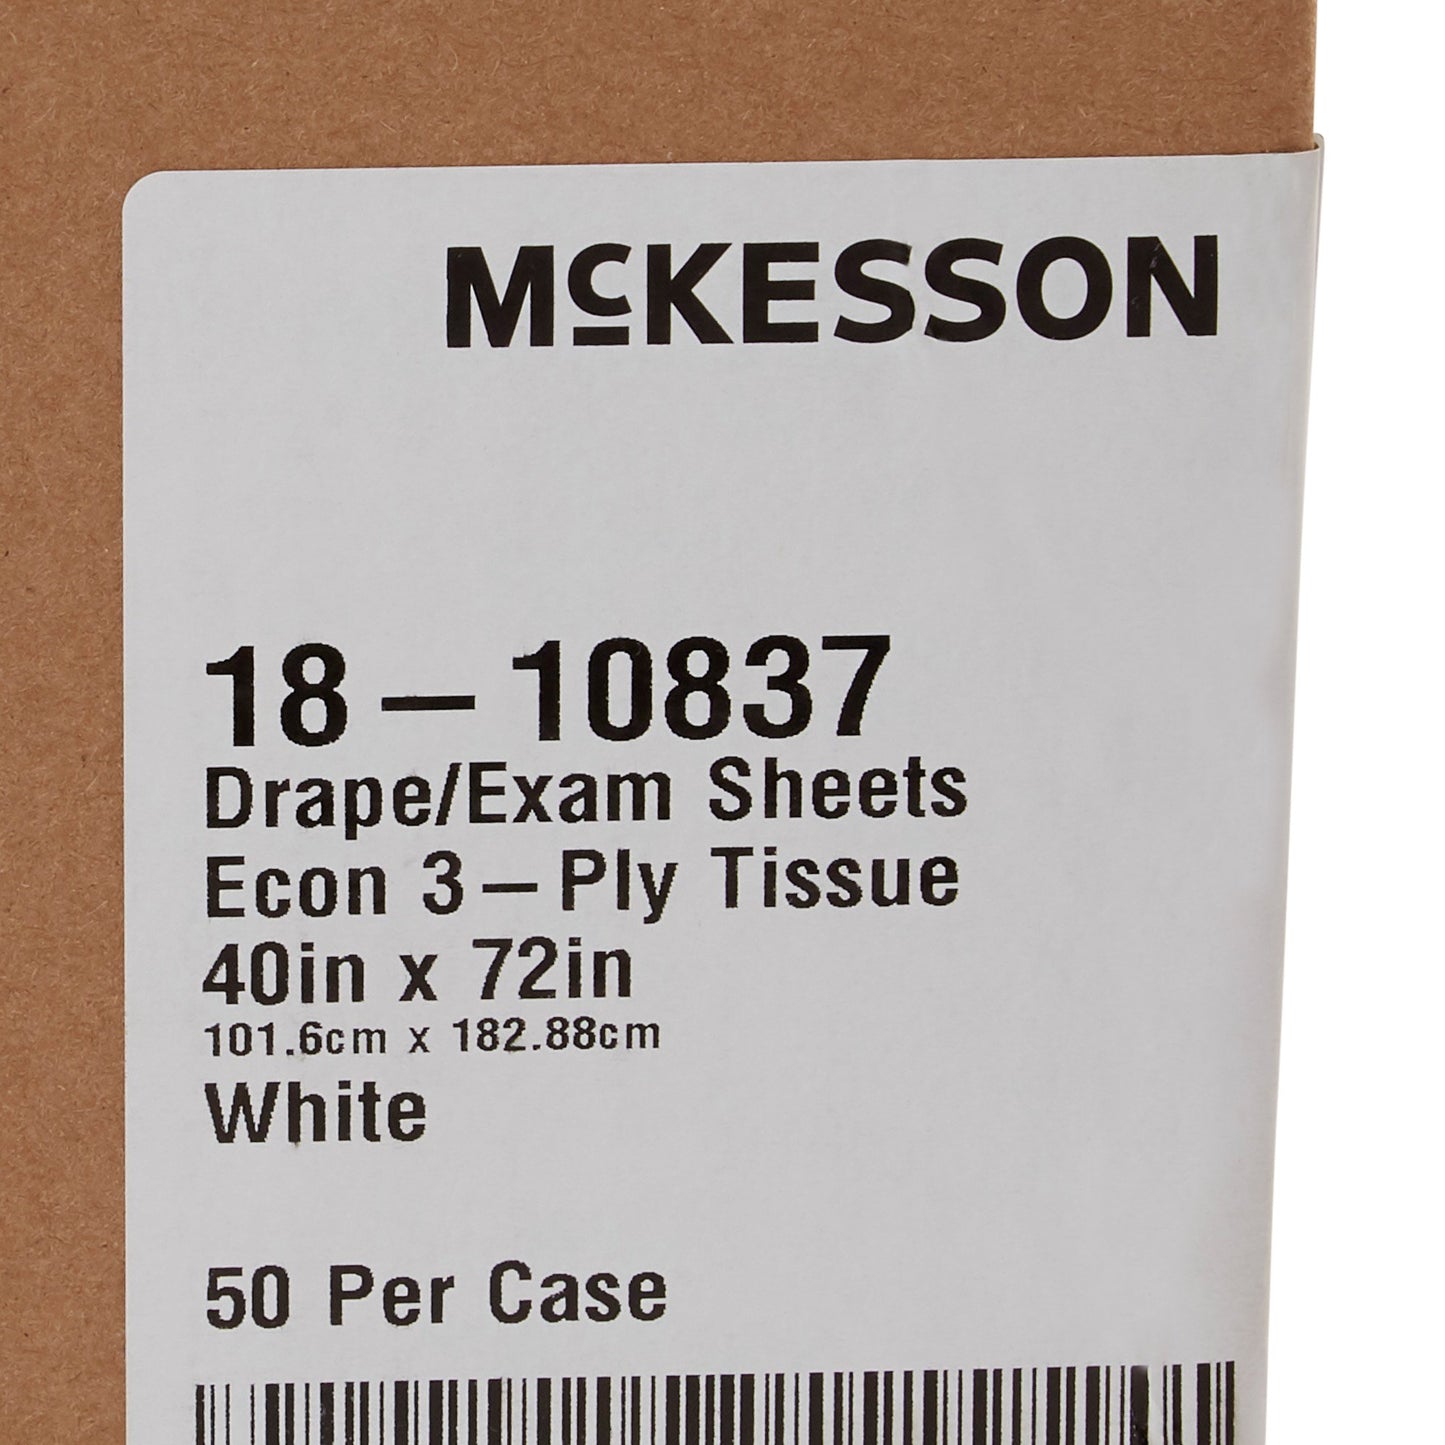 McKESSON
18-10837
Drape/Exam Sheets
Econ 3-Ply Tissue
40in x 72in
101.6cm x 182.88cm
White
50 Per Case